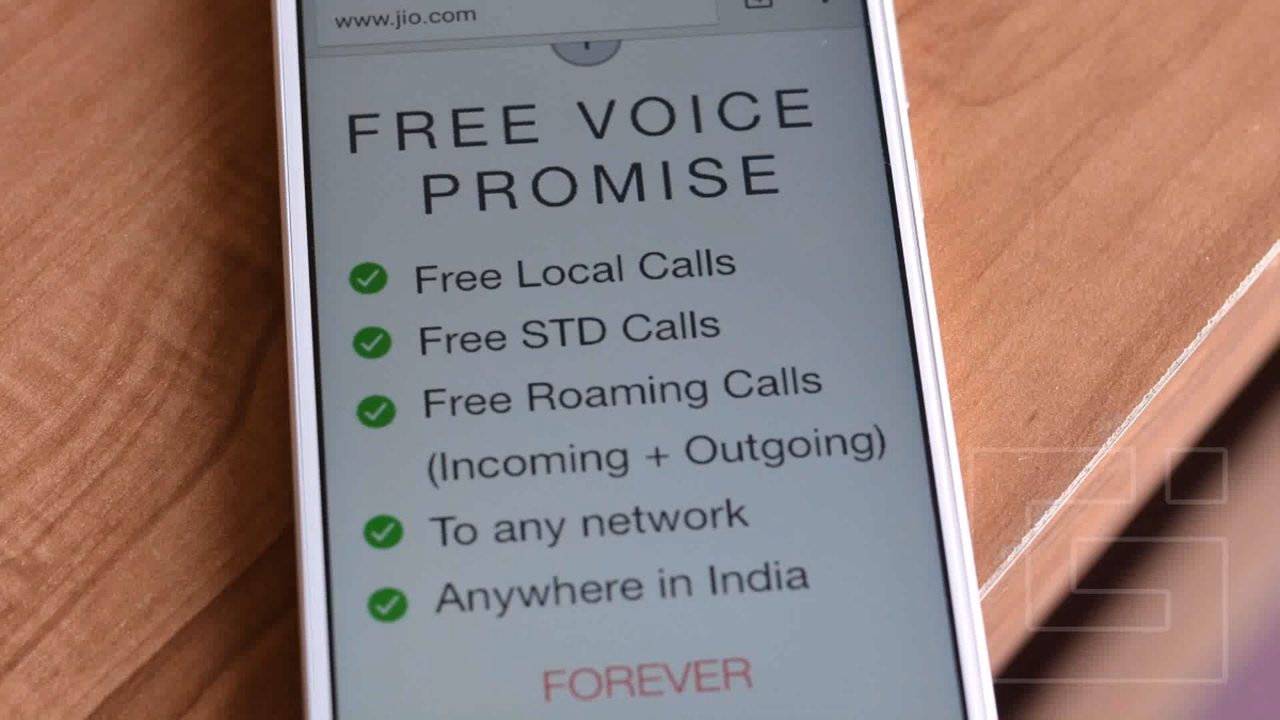 www.jio.com
FREE VOICE
PROMISE
Free Local Calls
Free STD Calls
Free Roaming Calls
(Incoming + Outgoing)
To any network
Anywhere in India
FOREVER